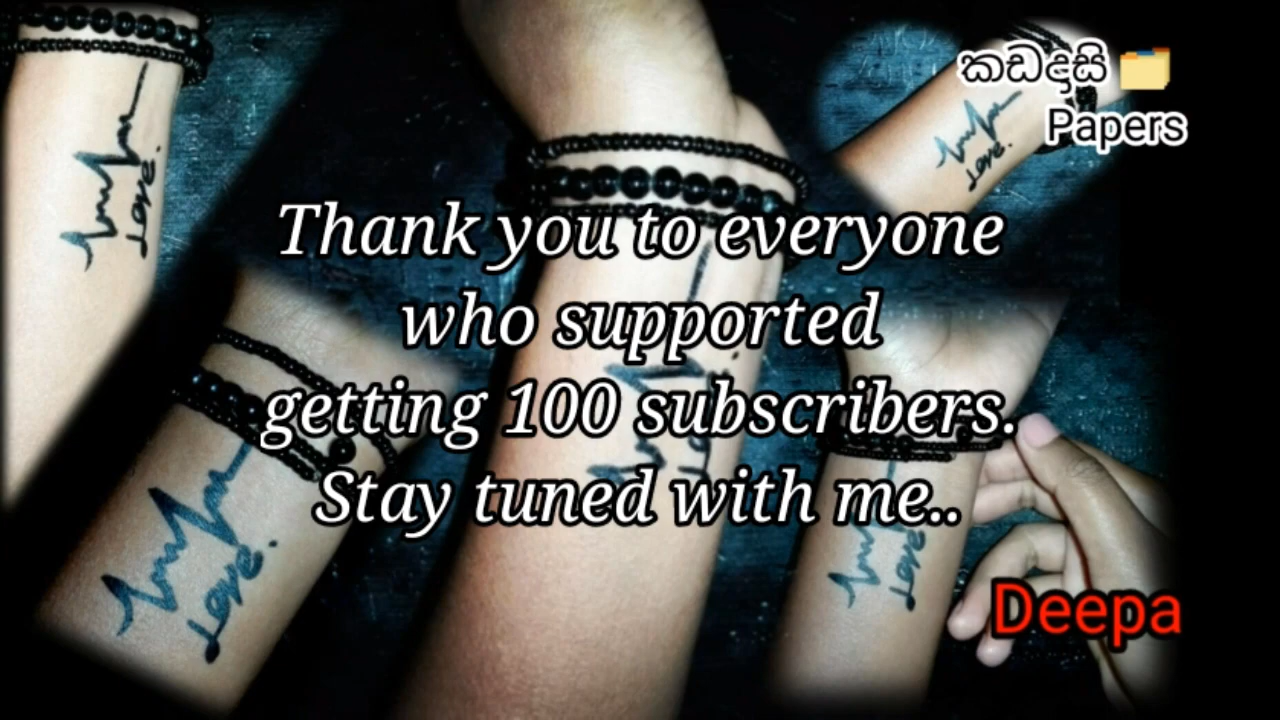 කඩදාසි 🗂️
Papers
Thank you to everyone
who supported
getting 100 subscribers.
Stay tuned with me..
Deepa
Love.
Love.
Love.
Love.